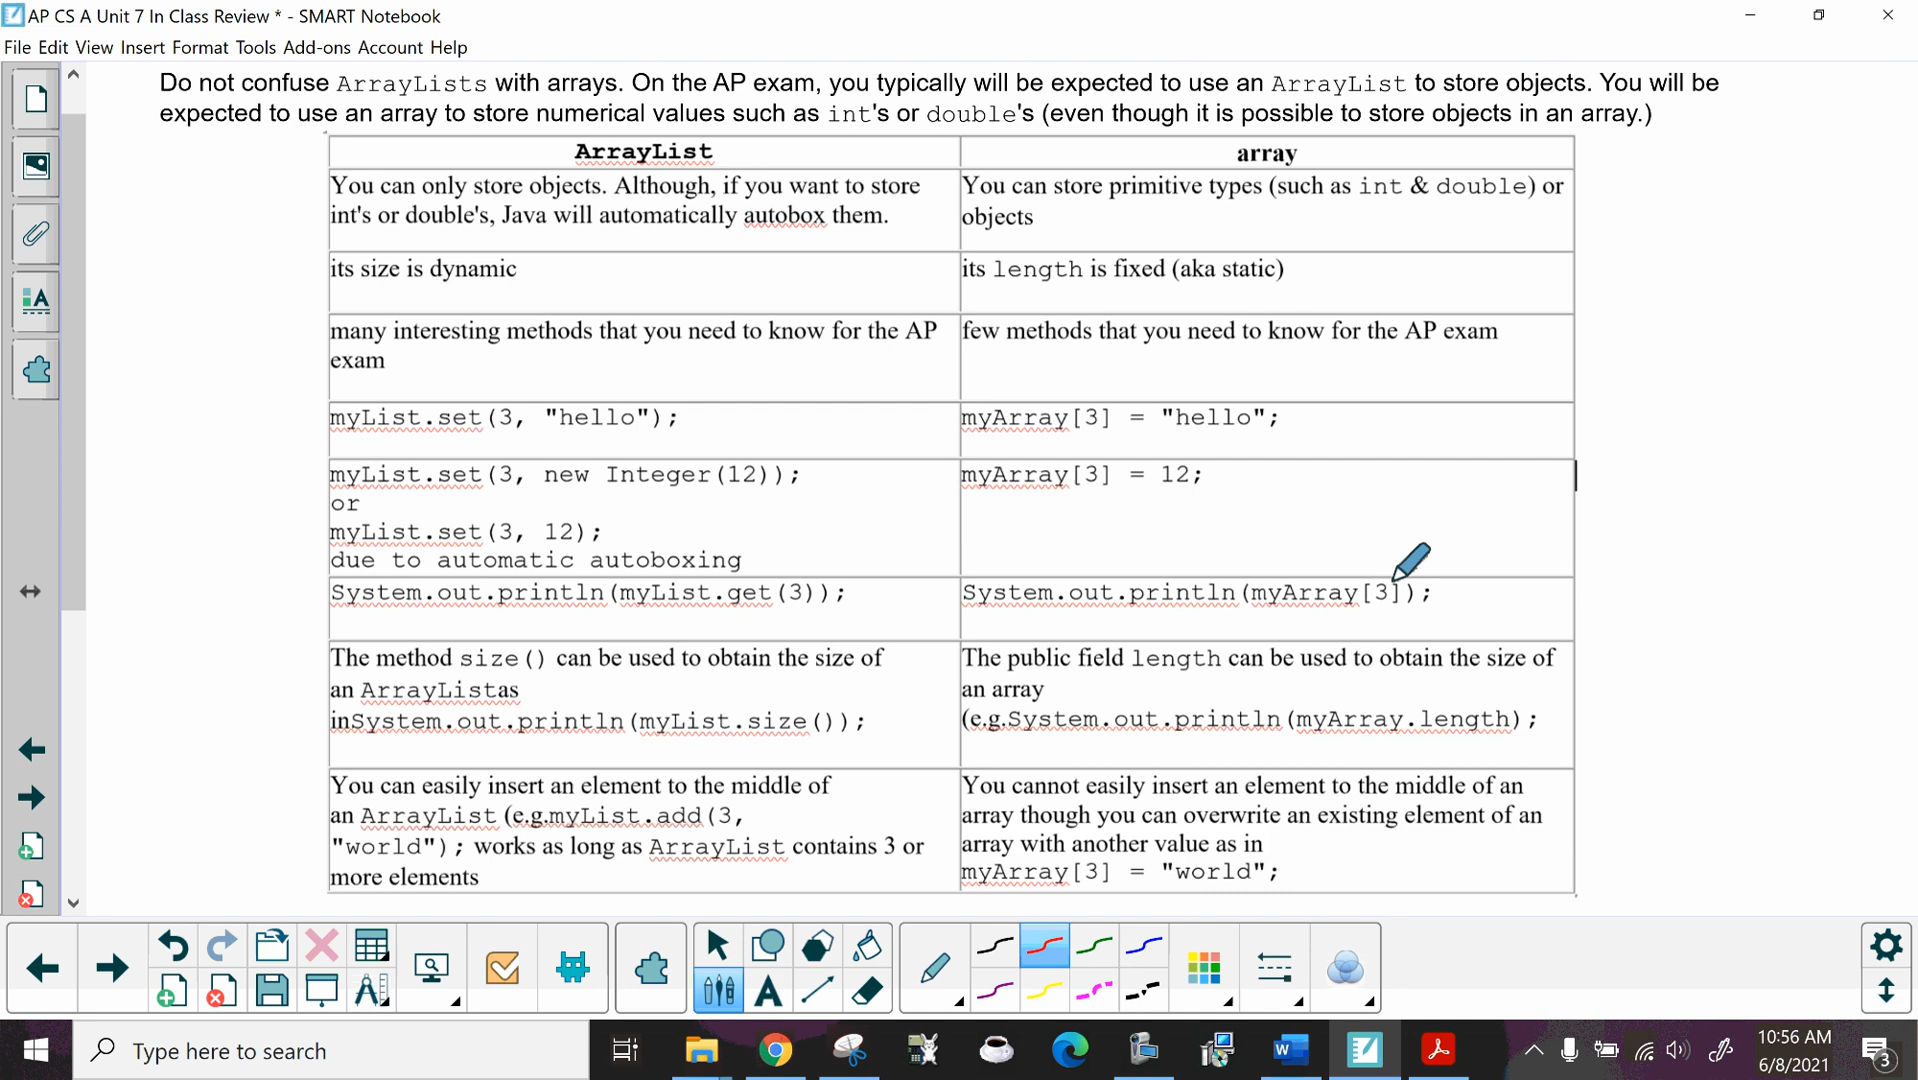 AP CS A Unit 7 In Class Review * - SMART Notebook
File Edit View Insert Format Tools Add-ons Account Help
Do not confuse ArrayLists with arrays. On the AP exam, you typically will be expected to use an ArrayList to store objects. You will be
expected to use an array to store numerical values such as int's or double's (even though it is possible to store objects in an array.)
ArrayList
array
You can only store objects. Although, if you want to store
int's or double's, Java will automatically autobox them.
You can store primitive types (such as int & double) or
objects
its size is dynamic
its length is fixed (aka static)
many interesting methods that you need to know for the AP
exam
few methods that you need to know for the AP exam
myList.set(3, "hello");
myArray[3] = "hello";
myList.set(3, new Integer(12));
or
myList.set(3, 12);
due to automatic autoboxing
myArray[3] = 12;
System.out.println(myList.get(3));
System.out.println(myArray[3]);
The method size() can be used to obtain the size of
an ArrayListas
inSystem.out.println(myList.size());
The public field length can be used to obtain the size of
an array
(e.g.System.out.println(myArray.length);
You can easily insert an element to the middle of
an ArrayList (e.g.myList.add(3,
"world"); works as long as ArrayList contains 3 or
more elements
You cannot easily insert an element to the middle of an
array though you can overwrite an existing element of an
array with another value as in
myArray[3] = "world";
Type here to search
10:56 AM
6/8/2021
3